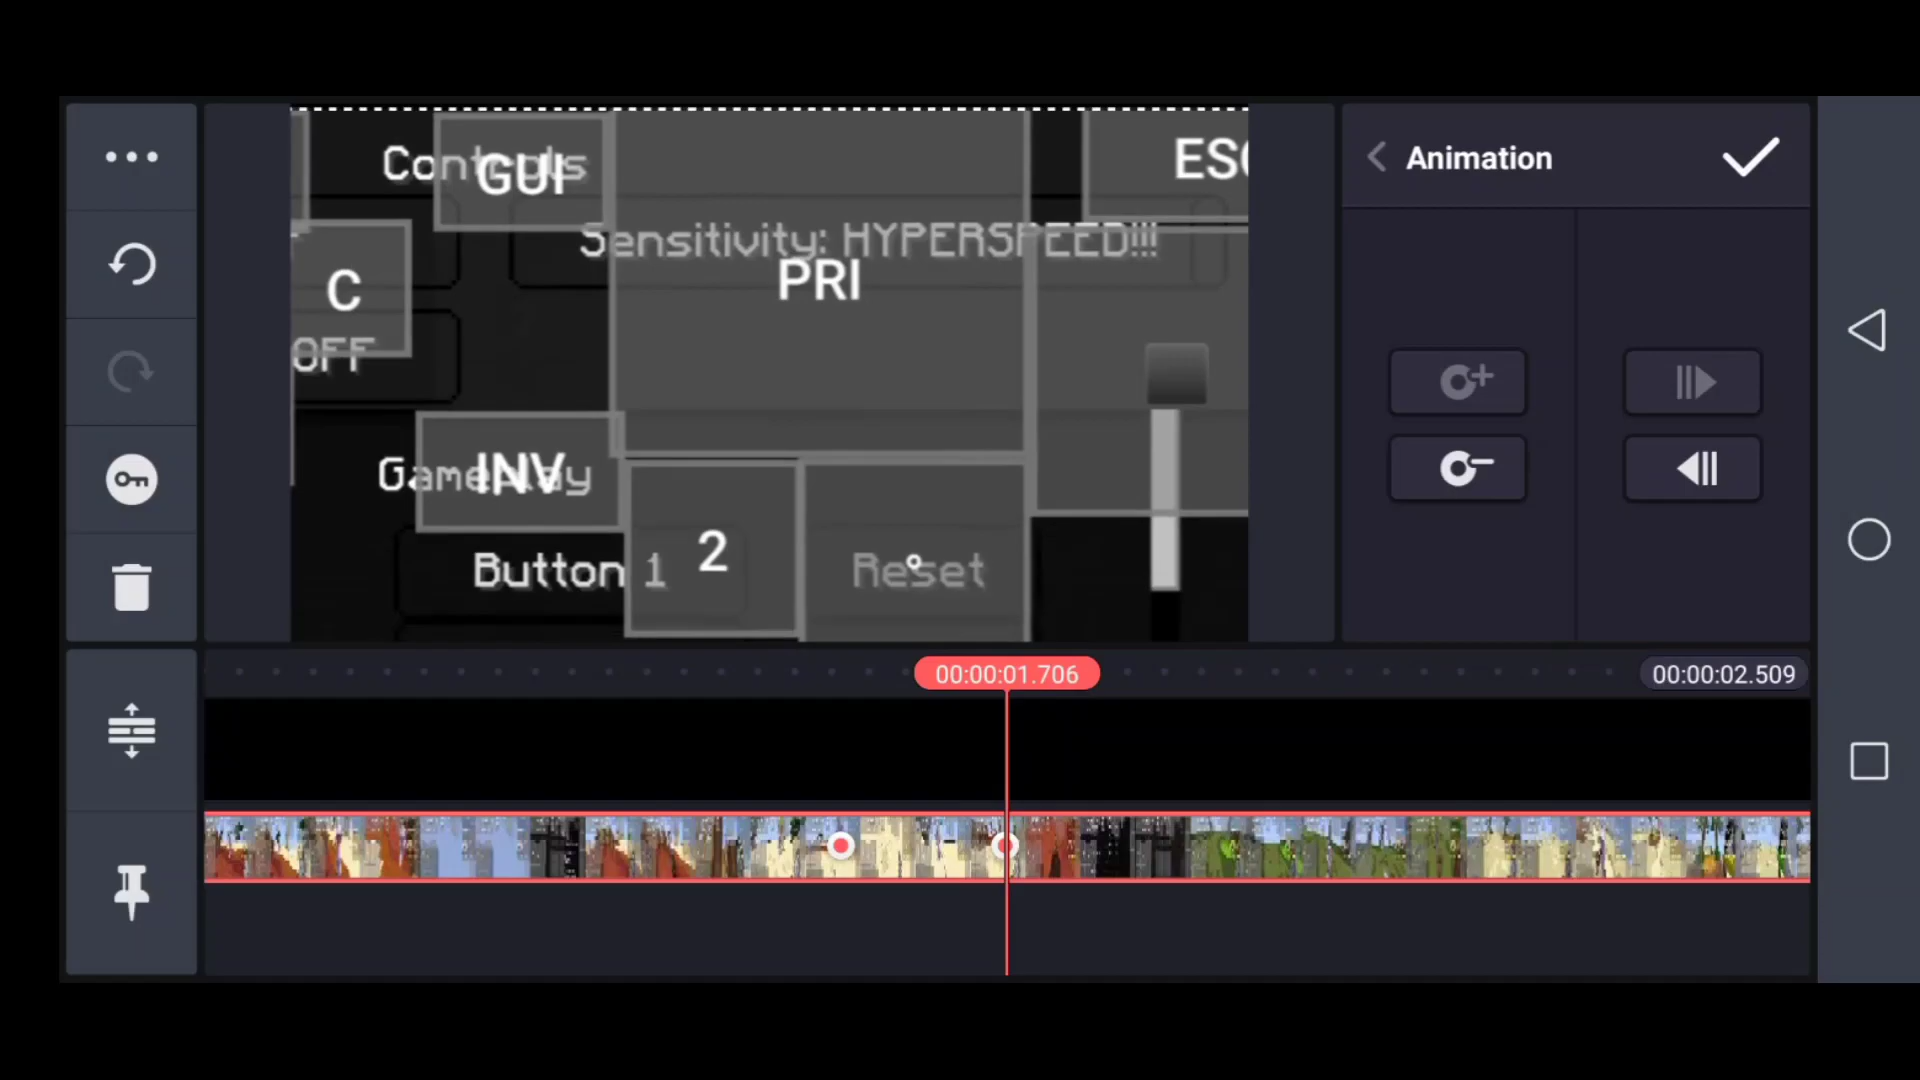 Controls
GUI
ESC
Animation
Sensitivity: HYPERSPEED!!!
PRI
C
OFF
INV
Gameplay
2
Button 1
Reset
00:00:01.706
00:00:02.509